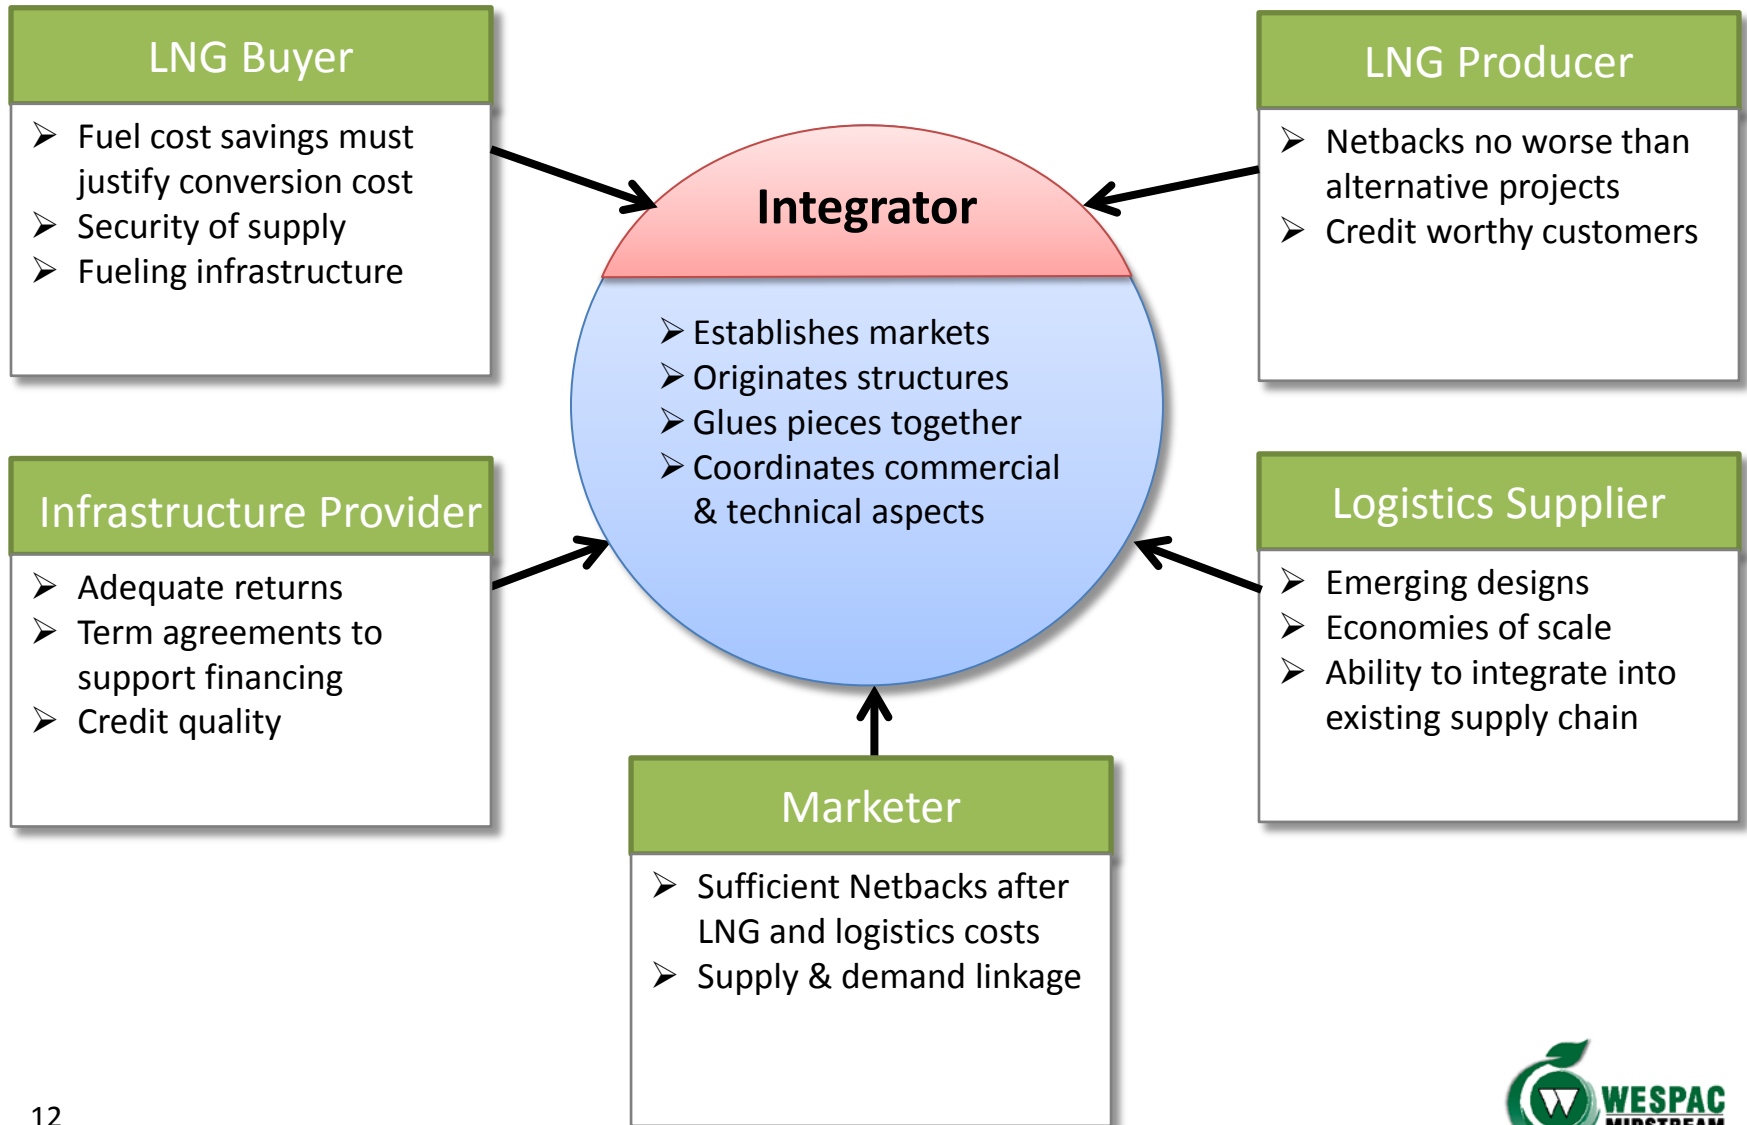 LNG Buyer
➢ Fuel cost savings must
justify conversion cost
➢ Security of supply
➢ Fueling infrastructure
LNG Producer
➢ Netbacks no worse than
alternative projects
➢ Credit worthy customers
Integrator
➢ Establishes markets
➢ Originates structures
➢ Glues pieces together
➢ Coordinates commercial
& technical aspects
Infrastructure Provider
➢ Adequate returns
➢ Term agreements to
support financing
➢ Credit quality
Logistics Supplier
➢ Emerging designs
➢ Economies of scale
➢ Ability to integrate into
existing supply chain
Marketer
➢ Sufficient Netbacks after
LNG and logistics costs
➢ Supply & demand linkage
12
W
WESPAC
MIDSTREAM